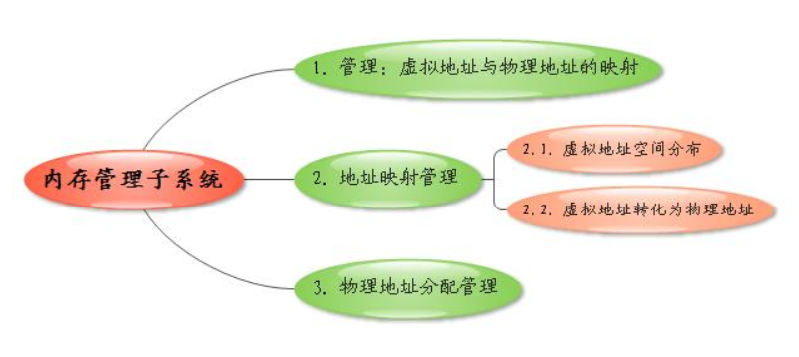 1. 管理：虚拟地址与物理地址的映射
内存管理子系统
2. 地址映射管理
2.1. 虚拟地址空间分布
2.2. 虚拟地址转化为物理地址
3. 物理地址分配管理